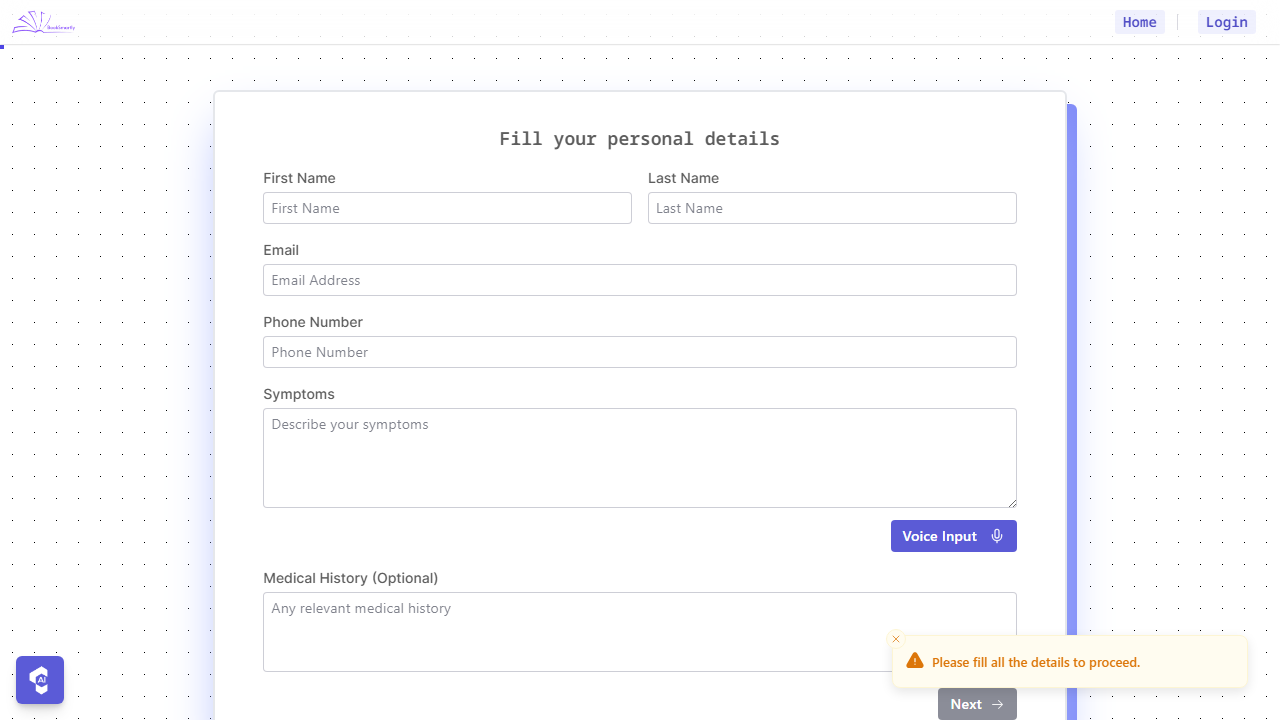 Home
Login
Fill your personal details
First Name
Last Name
First Name
Last Name
Email
Email Address
Phone Number
Phone Number
Symptoms
Describe your symptoms
Voice Input
Medical History (Optional)
Any relevant medical history
Please fill all the details to proceed.
AI
Next